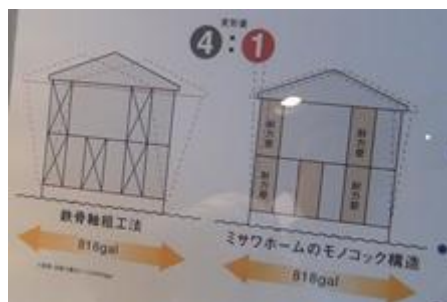 変形量
4 : 1
耐力壁
耐力壁
耐力壁
耐力壁
鉄骨軸組工法
ミサワホームのモノコック構造
818gal
818gal